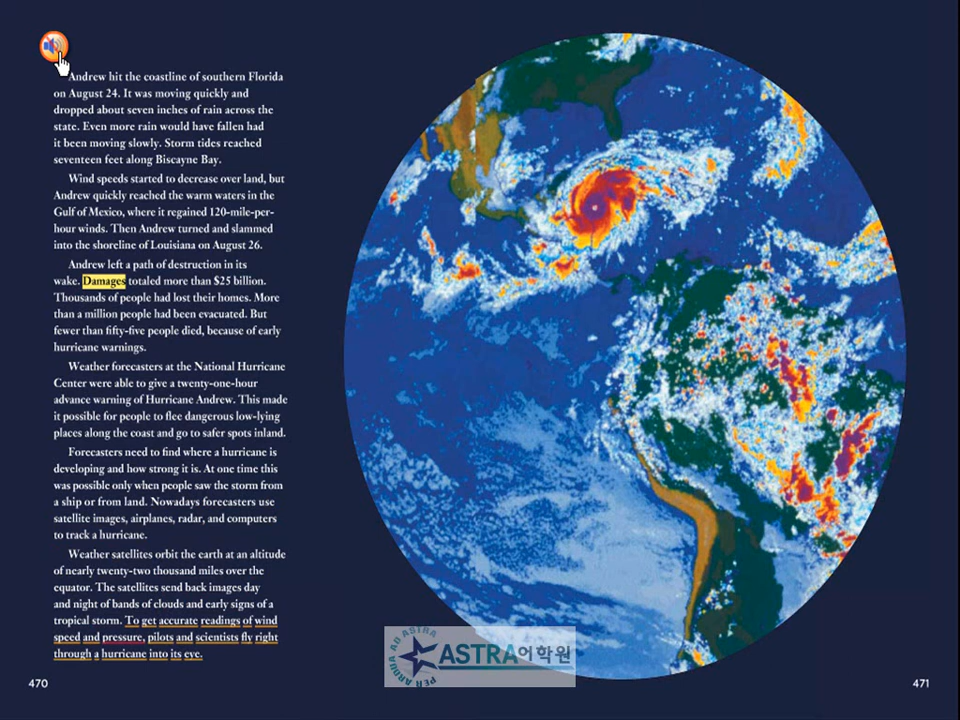 Andrew hit the coastline of southern Florida
on August 24. It was moving quickly and
dropped about seven inches of rain across the
state. Even more rain would have fallen had
it been moving slowly. Storm tides reached
seventeen feet along Biscayne Bay.
Wind speeds started to decrease over land, but
Andrew quickly reached the warm waters in the
Gulf of Mexico, where it regained 120-mile-per-
hour winds. Then Andrew turned and slammed
into the shoreline of Louisiana on August 26.
Andrew left a path of destruction in its
wake. Damages totaled more than $25 billion.
Thousands of people had lost their homes. More
than a million people had been evacuated. But
fewer than fifty-five people died, because of early
hurricane warnings.
Weather forecasters at the National Hurricane
Center were able to give a twenty-one-hour
advance warning of Hurricane Andrew. This made
it possible for people to flee dangerous low-lying
places along the coast and go to safer spots inland.
Forecasters need to find where a hurricane is
developing and how strong it is. At one time this
was possible only when people saw the storm from
a ship or from land. Nowadays forecasters use
satellite images, airplanes, radar, and computers
to track a hurricane.
Weather satellites orbit the earth at an altitude
of nearly twenty-two thousand miles over the
equator. The satellites send back images day
and night of bands of clouds and early signs of a
tropical storm. To get accurate readings of wind
speed and pressure, pilots and scientists fly right
through a hurricane into its eye.
PER ARDUA AD ASTRA
ASTRA어학원
470
471